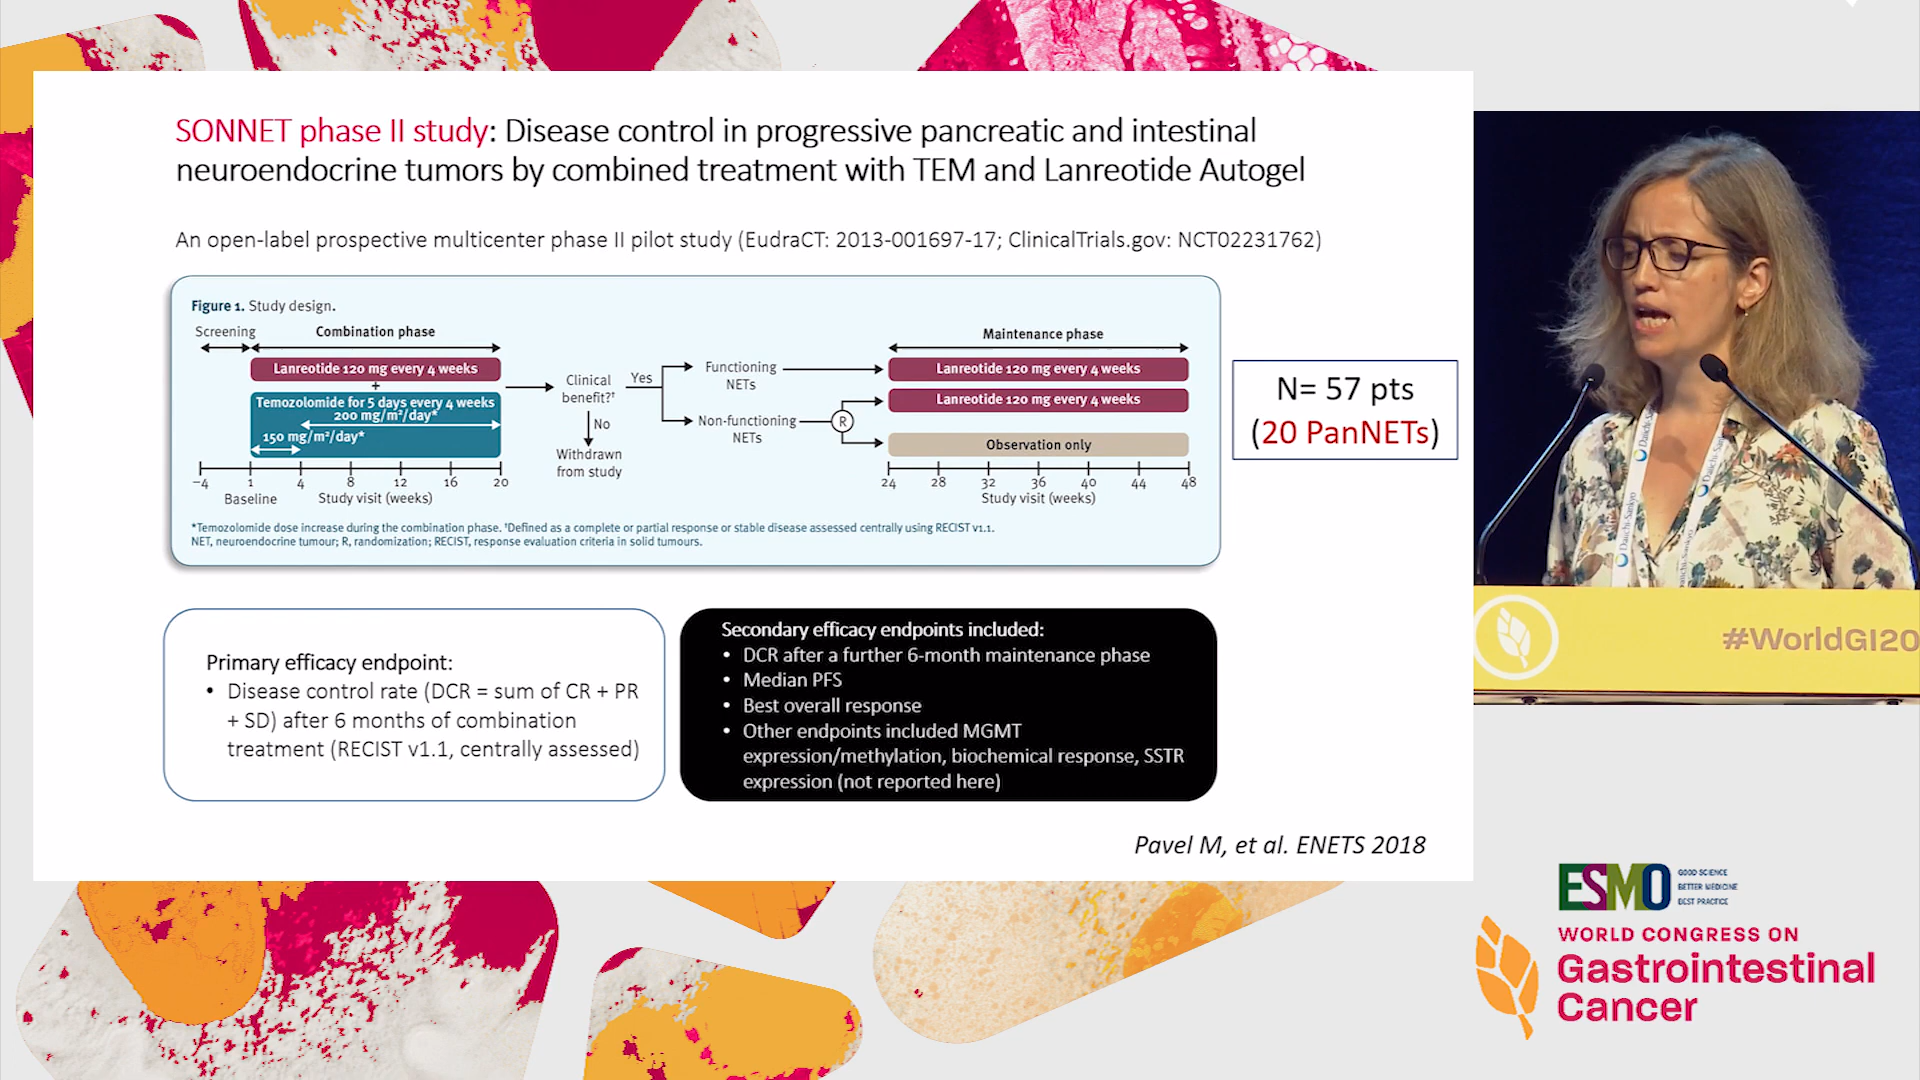 SONNET phase II study: Disease control in progressive pancreatic and intestinal
neuroendocrine tumors by combined treatment with TEM and Lanreotide Autogel
An open-label prospective multicenter phase II pilot study (EudraCT: 2013-001697-17; ClinicalTrials.gov: NCT02231762)
Figure 1. Study design.
Screening
Combination phase
Lanreotide 120 mg every 4 weeks
+
Temozolomide for 5 days every 4 weeks
200 mg/m²/day*
150 mg/m²/day*
−4 1 4 8 12 16 20
Baseline Study visit (weeks)
Clinical
benefit?†
Yes
No
Withdrawn
from study
Functioning
NETs
Non-functioning
NETs
R
Maintenance phase
Lanreotide 120 mg every 4 weeks
Lanreotide 120 mg every 4 weeks
Observation only
24 28 32 36 40 44 48
Study visit (weeks)
*Temozolomide dose increase during the combination phase. †Defined as a complete or partial response or stable disease assessed centrally using RECIST v1.1.
NET, neuroendocrine tumour; R, randomization; RECIST, response evaluation criteria in solid tumours.
N= 57 pts
(20 PanNETs)
Primary efficacy endpoint:
• Disease control rate (DCR = sum of CR + PR
+ SD) after 6 months of combination
treatment (RECIST v1.1, centrally assessed)
Secondary efficacy endpoints included:
• DCR after a further 6-month maintenance phase
• Median PFS
• Best overall response
• Other endpoints included MGMT
expression/methylation, biochemical response, SSTR
expression (not reported here)
Pavel M, et al. ENETS 2018
Daiichi-Sankyo
Daiichi-Sankyo
#WorldGI20
ESMO
GOOD SCIENCE
BETTER MEDICINE
BEST PRACTICE
WORLD CONGRESS ON
Gastrointestinal
Cancer